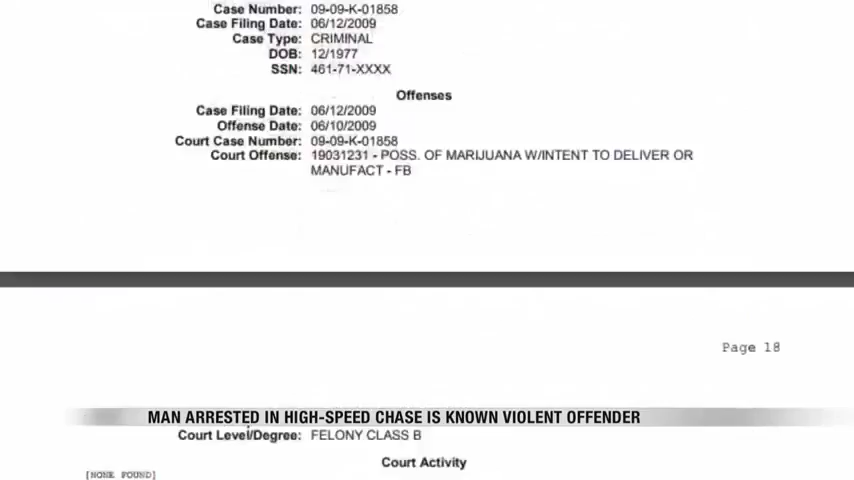 Case Number: 09-09-K-01858
Case Filing Date: 06/12/2009
Case Type: CRIMINAL
DOB: 12/1977
SSN: 461-71-XXXX
Offenses
Case Filing Date: 06/12/2009
Offense Date: 06/10/2009
Court Case Number: 09-09-K-01858
Court Offense: 19031231 - POSS. OF MARIJUANA W/INTENT TO DELIVER OR
MANUFACT - FB
Page 18
MAN ARRESTED IN HIGH-SPEED CHASE IS KNOWN VIOLENT OFFENDER
Court Level/Degree: FELONY CLASS B
Court Activity
[NONE FOUND]